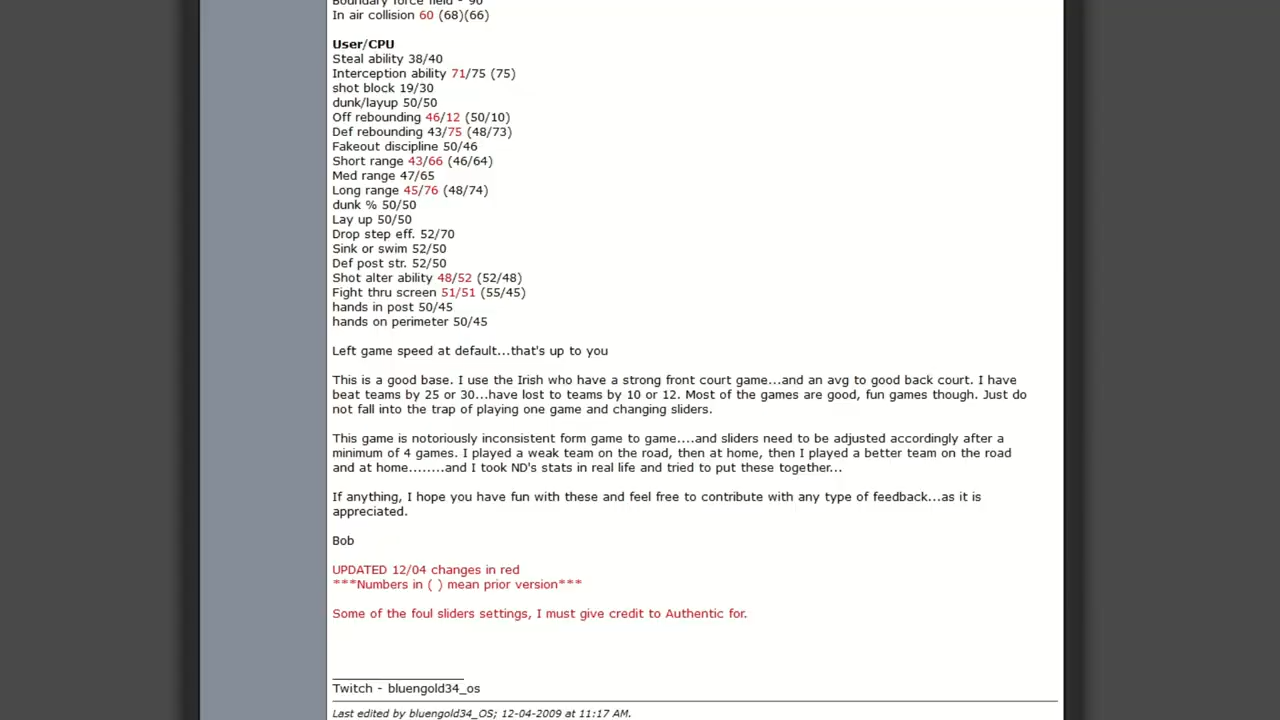 Boundary force field - 90
In air collision 60 (68)(66)
User/CPU
Steal ability 38/40
Interception ability 71/75 (75)
shot block 19/30
dunk/layup 50/50
Off rebounding 46/12 (50/10)
Def rebounding 43/75 (48/73)
Fakeout discipline 50/46
Short range 43/66 (46/64)
Med range 47/65
Long range 45/76 (48/74)
dunk % 50/50
Lay up 50/50
Drop step eff. 52/70
Sink or swim 52/50
Def post str. 52/50
Shot alter ability 48/52 (52/48)
Fight thru screen 51/51 (55/45)
hands in post 50/45
hands on perimeter 50/45
Left game speed at default...that's up to you
This is a good base. I use the Irish who have a strong front court game...and an avg to good back court. I have
beat teams by 25 or 30...have lost to teams by 10 or 12. Most of the games are good, fun games though. Just do
not fall into the trap of playing one game and changing sliders.
This game is notoriously inconsistent form game to game....and sliders need to be adjusted accordingly after a
minimum of 4 games. I played a weak team on the road, then at home, then I played a better team on the road
and at home........and I took ND's stats in real life and tried to put these together...
If anything, I hope you have fun with these and feel free to contribute with any type of feedback...as it is
appreciated.
Bob
UPDATED 12/04 changes in red
***Numbers in ( ) mean prior version***
Some of the foul sliders settings, I must give credit to Authentic for.
Twitch - bluengold34_os
Last edited by bluengold34_OS; 12-04-2009 at 11:17 AM.